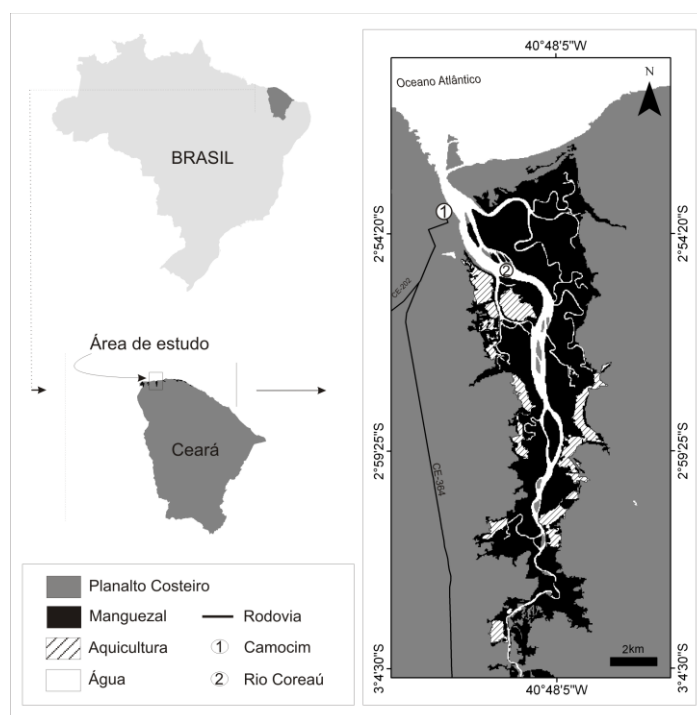 BRASIL
Área de estudo
Ceará
Planalto Costeiro
Manguezal
Rodovia
Aquicultura
1 Camocim
Água
2 Rio Coreaú
40°48'5"W
Oceano Atlântico
N
1
2°54'20"S
2°54'20"S
2
CE-202
2°59'25"S
2°59'25"S
CE-364
2km
3°4'30"S
3°4'30"S
40°48'5"W